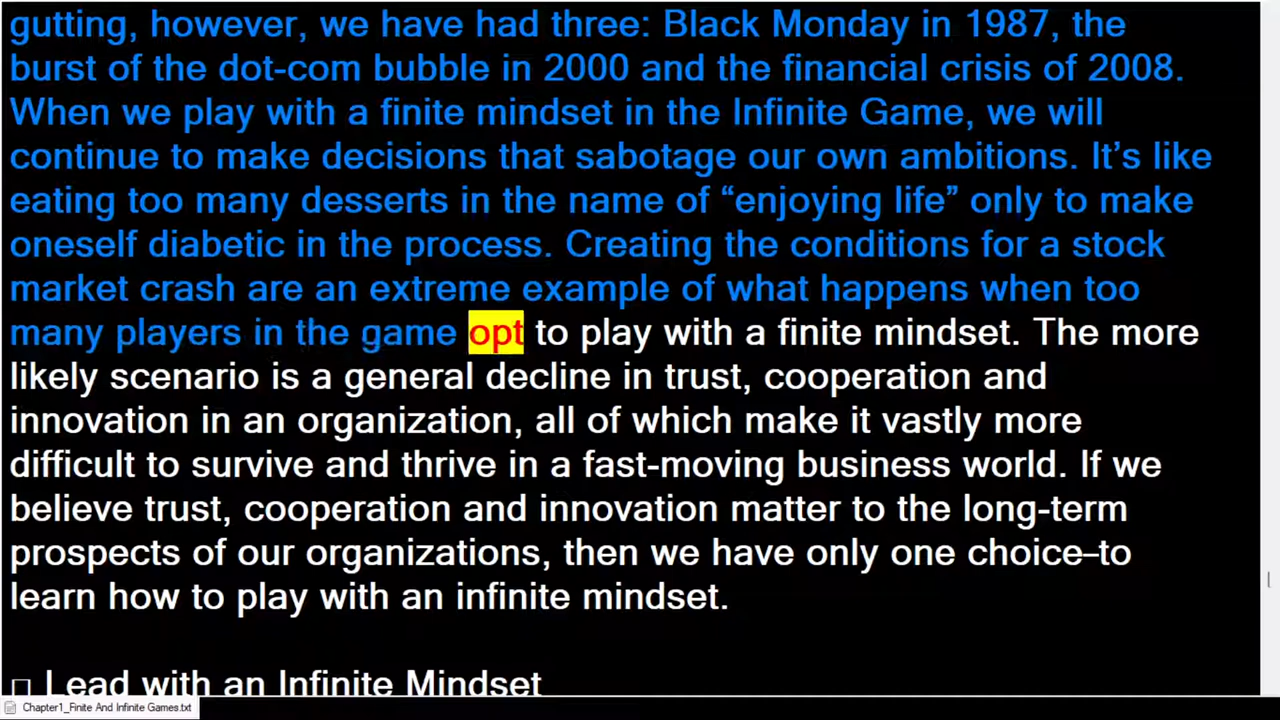 gutting, however, we have had three: Black Monday in 1987, the
burst of the dot-com bubble in 2000 and the financial crisis of 2008.
When we play with a finite mindset in the Infinite Game, we will
continue to make decisions that sabotage our own ambitions. It’s like
eating too many desserts in the name of “enjoying life” only to make
oneself diabetic in the process. Creating the conditions for a stock
market crash are an extreme example of what happens when too
many players in the game opt to play with a finite mindset. The more
likely scenario is a general decline in trust, cooperation and
innovation in an organization, all of which make it vastly more
difficult to survive and thrive in a fast-moving business world. If we
believe trust, cooperation and innovation matter to the long-term
prospects of our organizations, then we have only one choice–to
learn how to play with an infinite mindset.
□ Lead with an Infinite Mindset
Chapter1_Finite And Infinite Games.txt